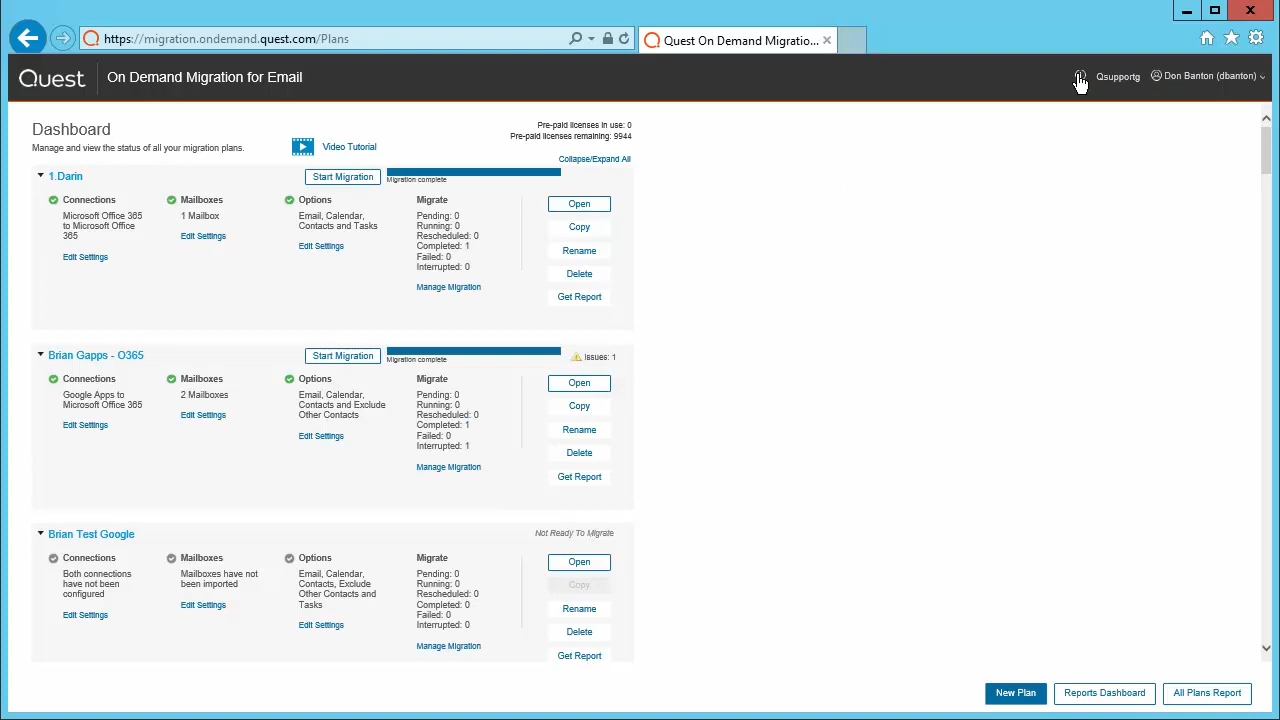 https://migration.ondemand.quest.com/Plans
Quest On Demand Migratio...
Quest
On Demand Migration for Email
Qsupportg
Don Banton (dbanton)
Dashboard
Manage and view the status of all your migration plans.
Video Tutorial
Pre-paid licenses in use: 0
Pre-paid licenses remaining: 9944
Collapse/Expand All
1.Darin
Start Migration
Migration complete
Connections
Microsoft Office 365
to Microsoft Office
365
Edit Settings
Mailboxes
1 Mailbox
Edit Settings
Options
Email, Calendar,
Contacts and Tasks
Edit Settings
Migrate
Pending: 0
Running: 0
Rescheduled: 0
Completed: 1
Failed: 0
Interrupted: 0
Manage Migration
Open
Copy
Rename
Delete
Get Report
Brian Gapps - O365
Start Migration
Migration complete
Issues: 1
Connections
Google Apps to
Microsoft Office 365
Edit Settings
Mailboxes
2 Mailboxes
Edit Settings
Options
Email, Calendar,
Contacts and Exclude
Other Contacts
Edit Settings
Migrate
Pending: 0
Running: 0
Rescheduled: 0
Completed: 1
Failed: 0
Interrupted: 1
Manage Migration
Open
Copy
Rename
Delete
Get Report
Brian Test Google
Not Ready To Migrate
Connections
Both connections
have not been
configured
Edit Settings
Mailboxes
Mailboxes have not
been imported
Edit Settings
Options
Email, Calendar,
Contacts, Exclude
Other Contacts and
Tasks
Edit Settings
Migrate
Pending: 0
Running: 0
Rescheduled: 0
Completed: 0
Failed: 0
Interrupted: 0
Manage Migration
Open
Copy
Rename
Delete
Get Report
New Plan
Reports Dashboard
All Plans Report